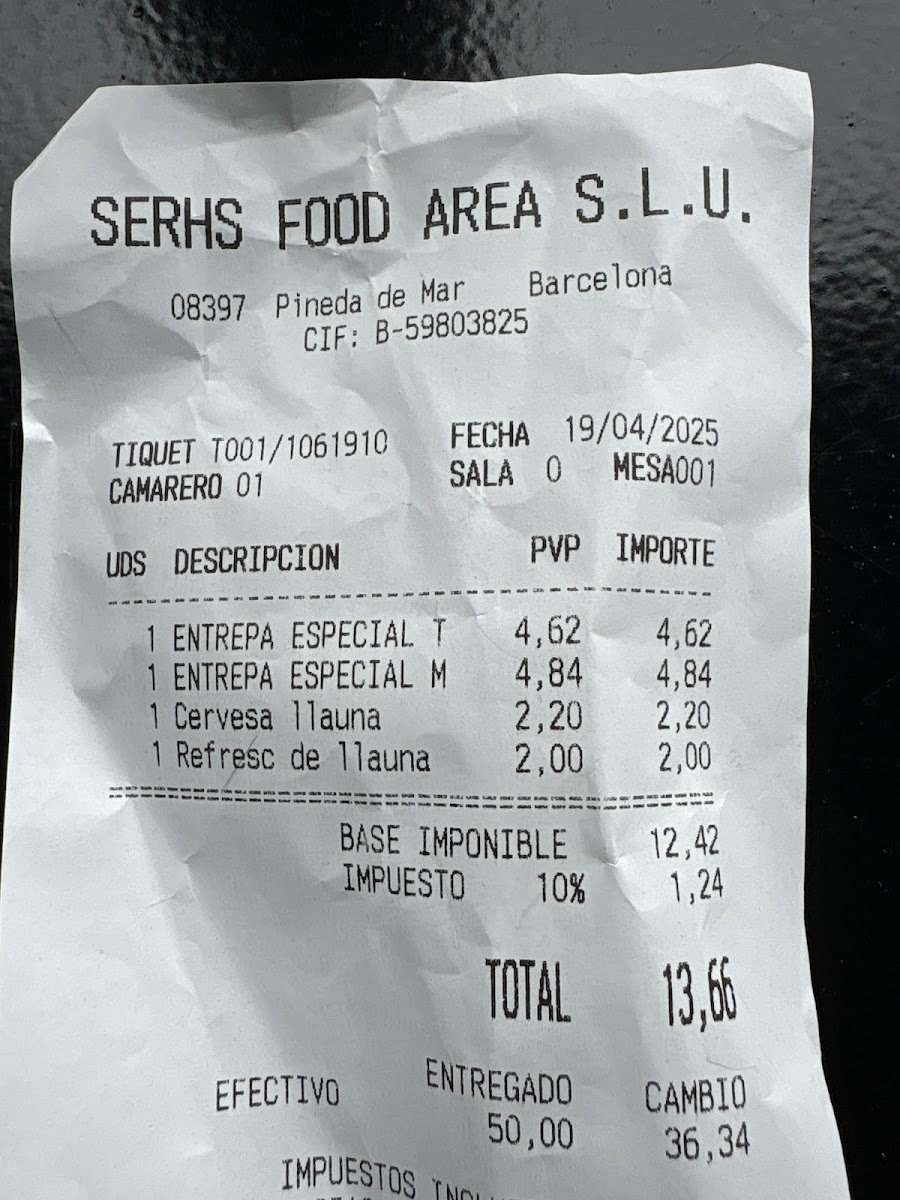 SERHS FOOD AREA S.L.U.
08397 Pineda de Mar Barcelona
CIF: B-59803825
TIQUET T001/1061910 FECHA 19/04/2025
CAMARERO 01 SALA 0 MESA001
UDS DESCRIPCION PVP IMPORTE
1 ENTREPA ESPECIAL T 4,62 4,62
1 ENTREPA ESPECIAL M 4,84 4,84
1 Cervesa llauna 2,20 2,20
1 Refresc de llauna 2,00 2,00
BASE IMPONIBLE 12,42
IMPUESTO 10% 1,24
TOTAL 13,66
EFECTIVO ENTREGADO CAMBIO
50,00 36,34
IMPUESTOS